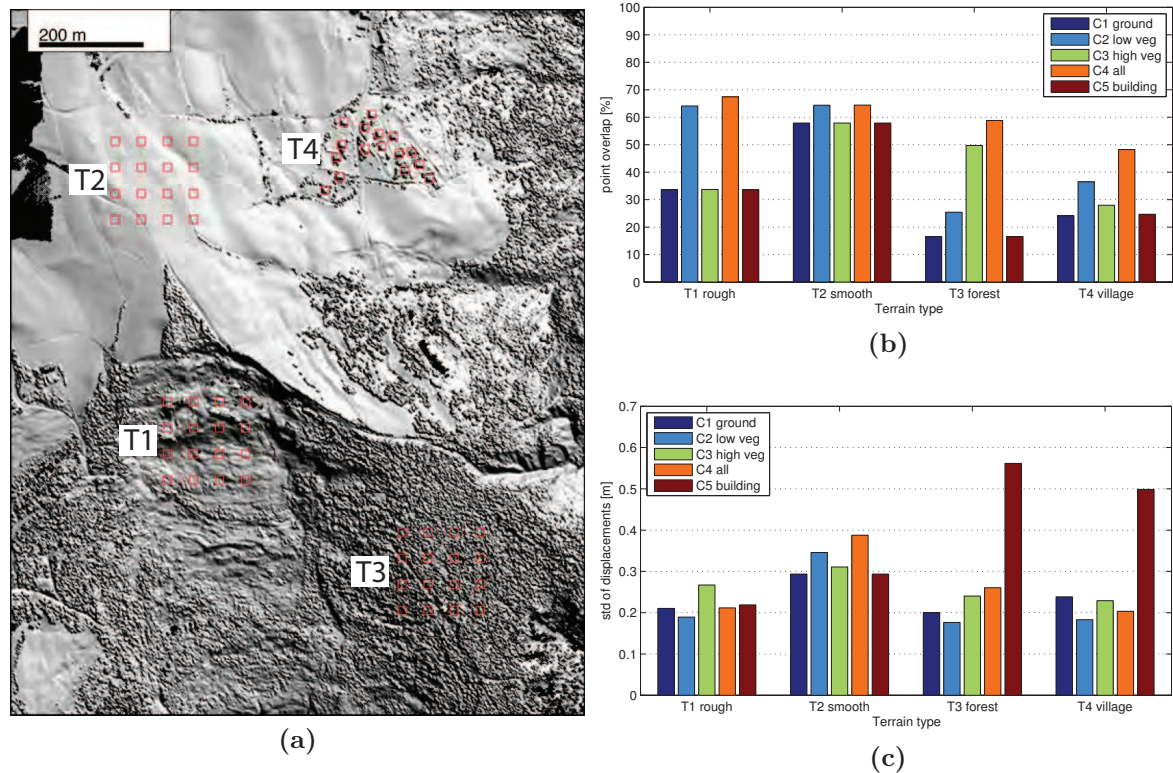 200 m
T2
T4
T1
T3
(a)
100
90
80
70
60
50
40
30
20
10
0
point overlap [%]
C1 ground
C2 low veg
C3 high veg
C4 all
C5 building
T1 rough T2 smooth T3 forest T4 village
Terrain type
(b)
0.7
0.6
0.5
0.4
0.3
0.2
0.1
0
std of displacements [m]
C1 ground
C2 low veg
C3 high veg
C4 all
C5 building
T1 rough T2 smooth T3 forest T4 village
Terrain type
(c)